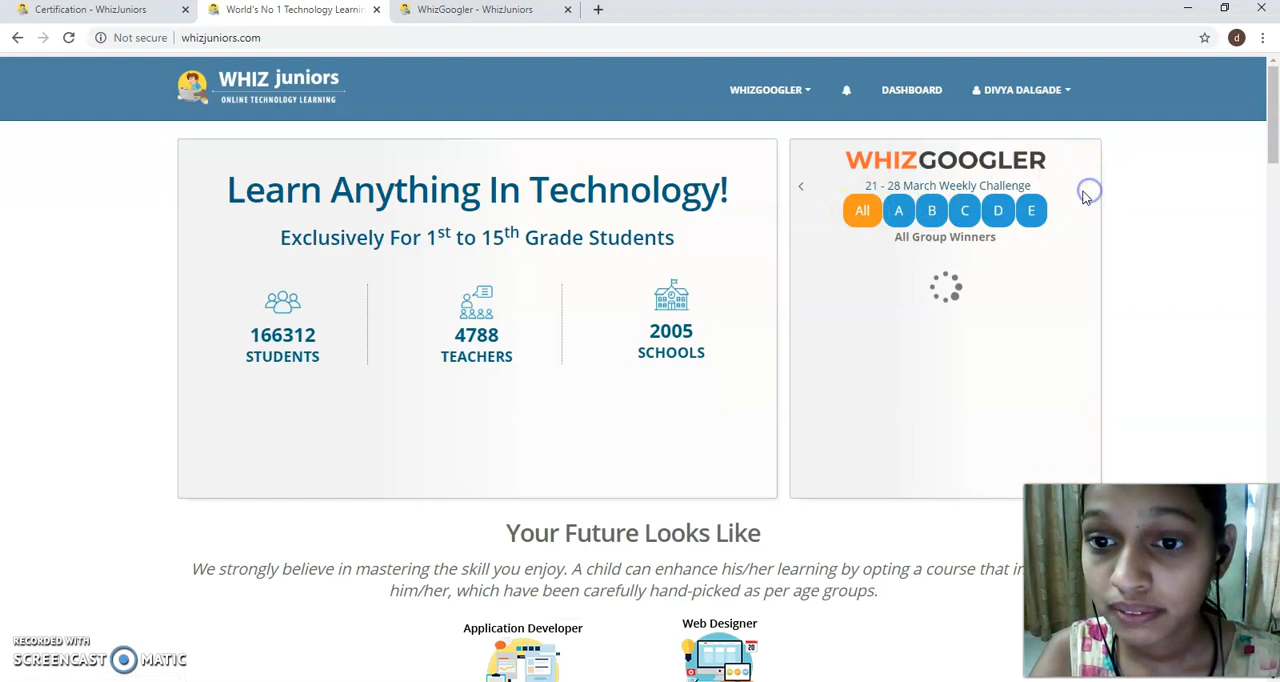 Certification - WhizJuniors
World's No 1 Technology Learnin
WhizGoogler - WhizJuniors
Not secure | whizjuniors.com
d
WHIZ juniors
ONLINE TECHNOLOGY LEARNING
WHIZGOOGLER
DASHBOARD
DIVYA DALGADE
Learn Anything In Technology!
Exclusively For 1st to 15th Grade Students
166312
STUDENTS
4788
TEACHERS
2005
SCHOOLS
WHIZGOOGLER
21 - 28 March Weekly Challenge
All A B C D E
All Group Winners
Your Future Looks Like
We strongly believe in mastering the skill you enjoy. A child can enhance his/her learning by opting a course that in
him/her, which have been carefully hand-picked as per age groups.
Application Developer
Web Designer
RECORDED WITH
SCREENCAST MATIC